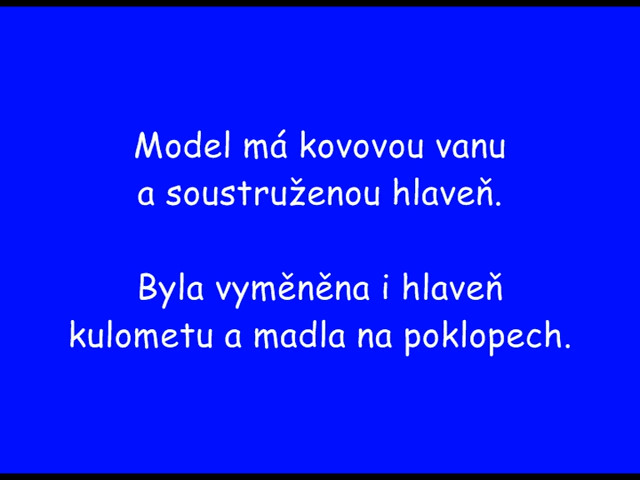 Model má kovovou vanu
a soustruženou hlaveň.
Byla vyměněna i hlaveň
kulometu a madla na poklopech.